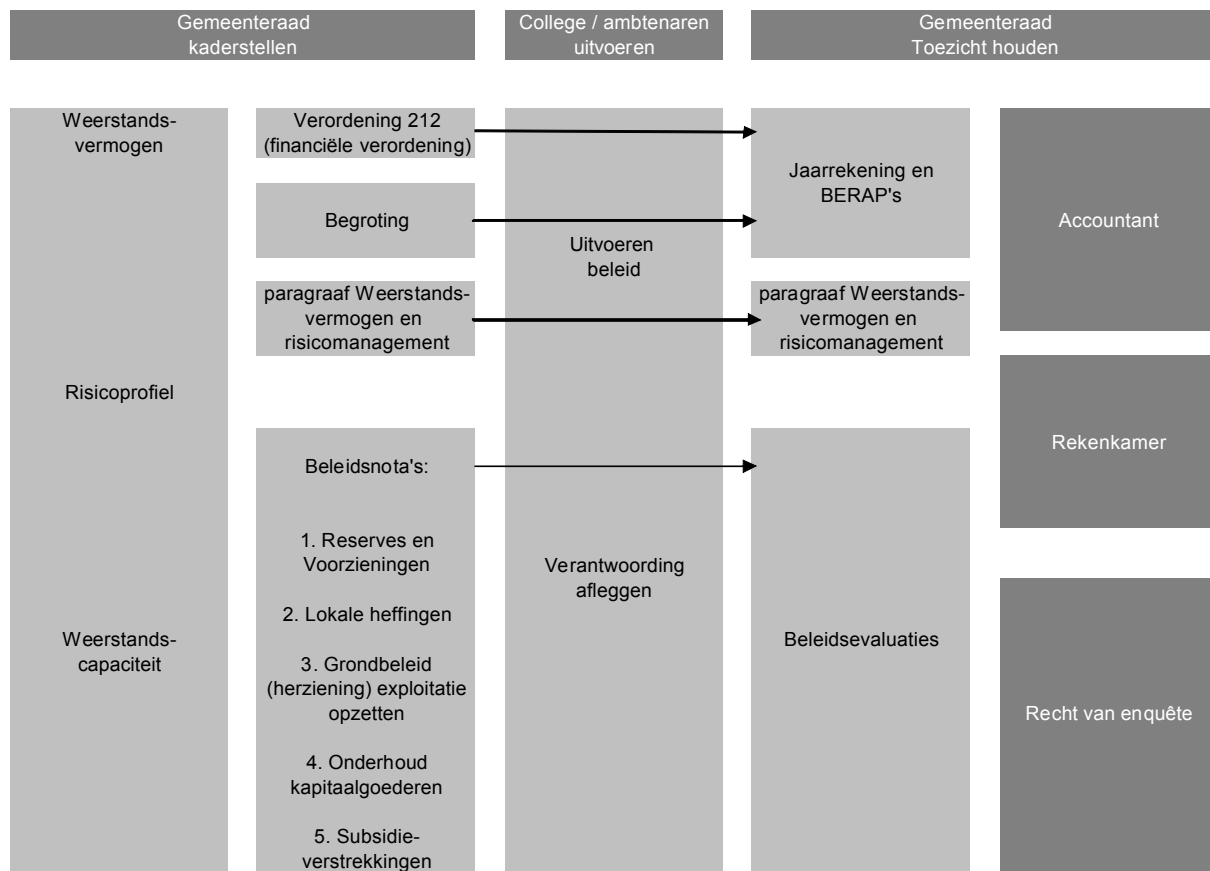 Gemeenteraad
kaderstellen
College / ambtenaren
uitvoeren
Gemeenteraad
Toezicht houden
Weerstands-
vermogen
Risicoprofiel
Weerstands-
capaciteit
Verordening 212
(financiële verordening)
Begroting
paragraaf Weerstands-
vermogen en
risicomanagement
Beleidsnota's:
1. Reserves en
Voorzieningen
2. Lokale heffingen
3. Grondbeleid
(herziening) exploitatie
opzetten
4. Onderhoud
kapitaalgoederen
5. Subsidie-
verstrekkingen
Uitvoeren
beleid
Verantwoording
afleggen
Jaarrekening en
BERAP's
paragraaf Weerstands-
vermogen en
risicomanagement
Beleidsevaluaties
Accountant
Rekenkamer
Recht van enquête